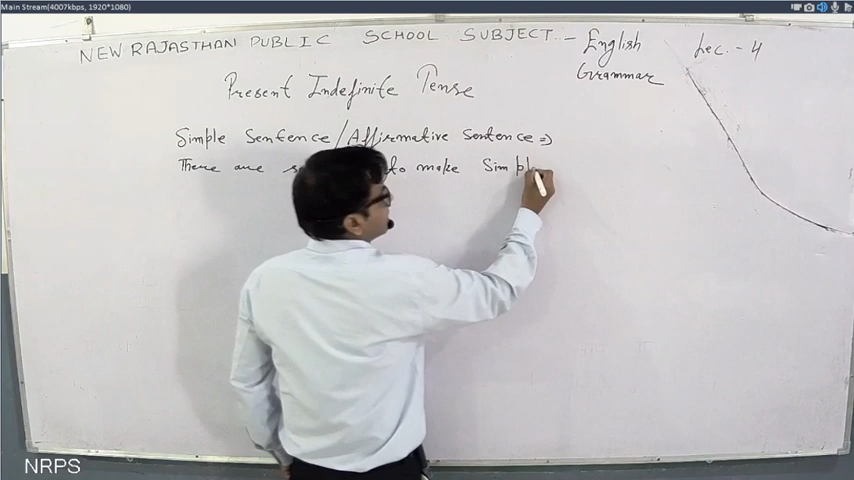 Main Stream(4007kbps, 1920*1080)
NEW RAJASTHAN PUBLIC SCHOOL SUBJECT - English Lec. - 4
Grammar
Present Indefinite Tense
Simple Sentence/Affirmative Sentence ⇒
There are to make Simpl
NRPS